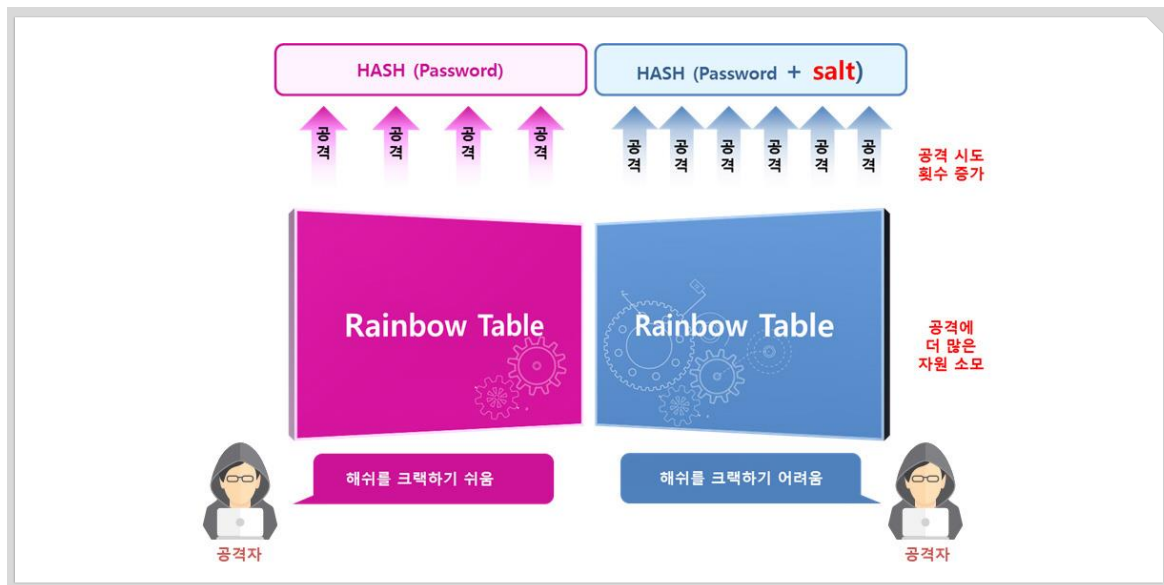 HASH (Password)
HASH (Password + salt)
공격
공격
공격
공격
공격
공격
공격
공격
공격
공격
공격 시도
횟수 증가
Rainbow Table
Rainbow Table
공격에
더 많은
자원 소모
해쉬를 크랙하기 쉬움
해쉬를 크랙하기 어려움
공격자
공격자